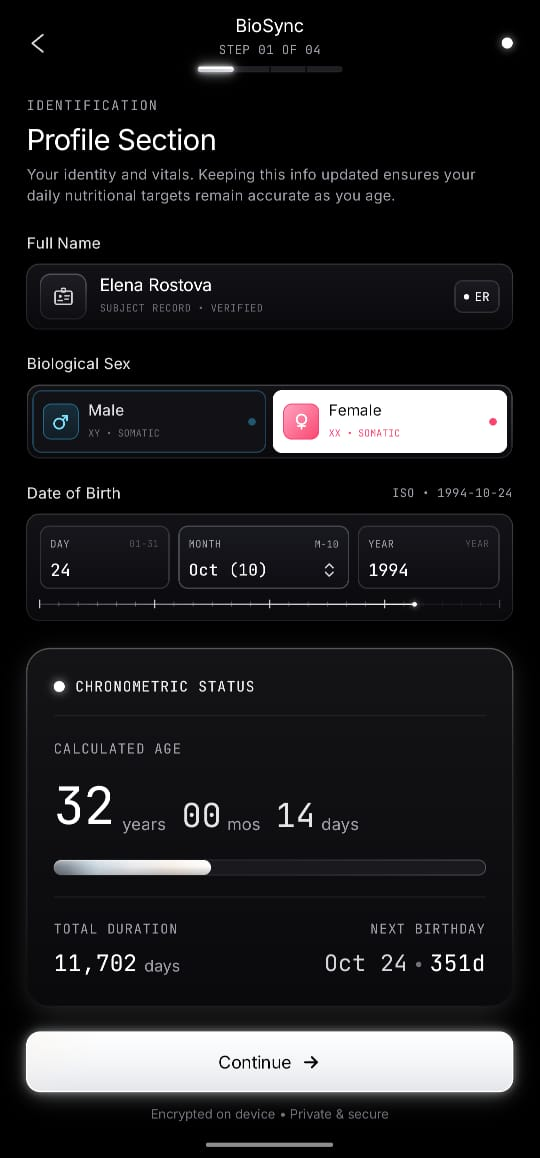 BioSync
STEP 01 OF 04
IDENTIFICATION
Profile Section
Your identity and vitals. Keeping this info updated ensures your
daily nutritional targets remain accurate as you age.
Full Name
Elena Rostova
SUBJECT RECORD • VERIFIED
• ER
Biological Sex
Male
XY • SOMATIC
Female
XX • SOMATIC
Date of Birth
ISO • 1994-10-24
DAY 01-31
24
MONTH M-10
Oct (10)
YEAR YEAR
1994
CHRONOMETRIC STATUS
CALCULATED AGE
32 years 00 mos 14 days
TOTAL DURATION
11,702 days
NEXT BIRTHDAY
Oct 24 • 351d
Continue →
Encrypted on device • Private & secure